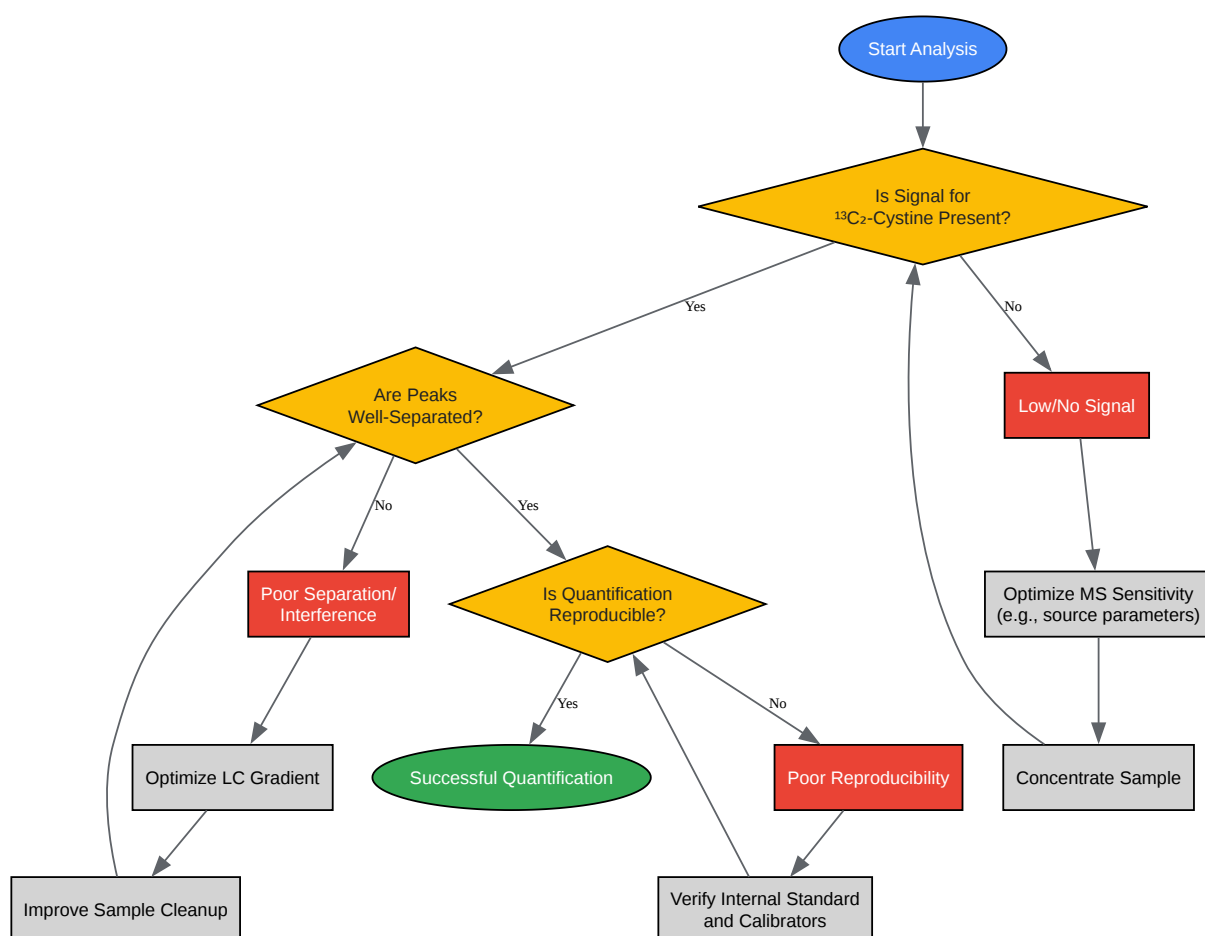 Start Analysis
Is Signal for
¹³C₂-Cystine Present?
Yes
No
Are Peaks
Well-Separated?
Low/No Signal
No
Yes
Poor Separation/
Interference
Is Quantification
Reproducible?
Optimize MS Sensitivity
(e.g., source parameters)
Yes
No
Optimize LC Gradient
Successful Quantification
Poor Reproducibility
Concentrate Sample
Improve Sample Cleanup
Verify Internal Standard
and Calibrators